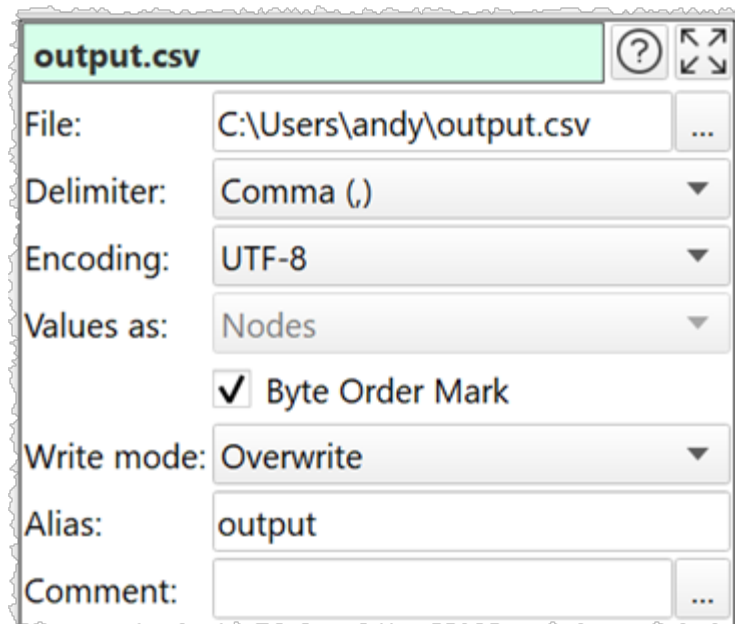 output.csv
File: C:\Users\andy\output.csv ...
Delimiter: Comma (,)
Encoding: UTF-8
Values as: Nodes
Byte Order Mark
Write mode: Overwrite
Alias: output
Comment: ...